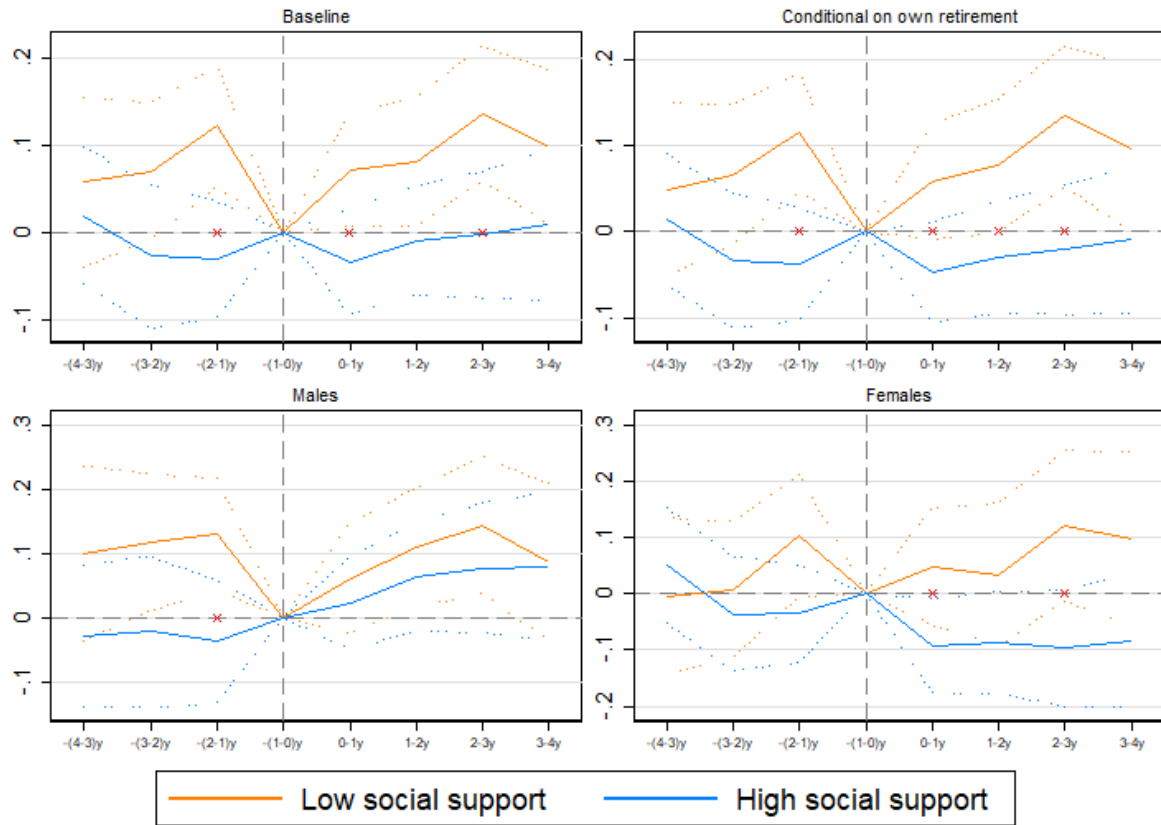 Baseline
.2
.1
0
-.1
-(4-3)y -(3-2)y -(2-1)y -(1-0)y 0-1y 1-2y 2-3y 3-4y
Conditional on own retirement
.2
.1
0
-.1
-(4-3)y -(3-2)y -(2-1)y -(1-0)y 0-1y 1-2y 2-3y 3-4y
Males
.3
.2
.1
0
-.1
-(4-3)y -(3-2)y -(2-1)y -(1-0)y 0-1y 1-2y 2-3y 3-4y
Females
.3
.2
.1
0
-.1
-.2
-(4-3)y -(3-2)y -(2-1)y -(1-0)y 0-1y 1-2y 2-3y 3-4y
Low social support High social support